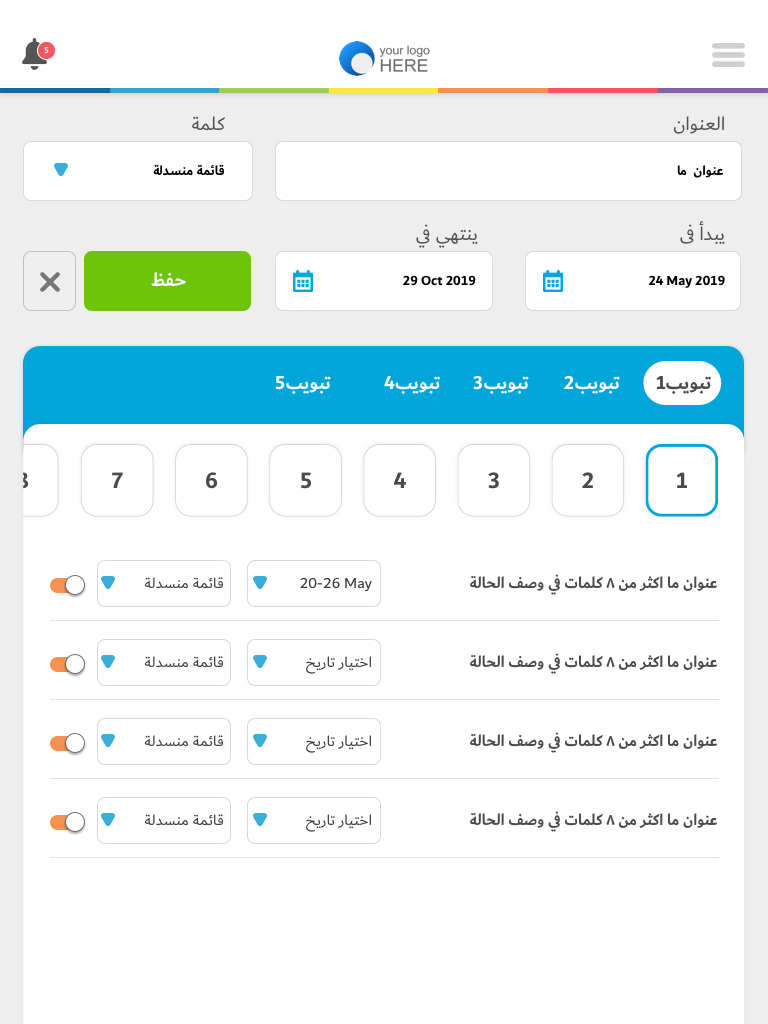 5
your logo
HERE
العنوان
كلمة
عنوان ما
قائمة منسدلة
يبدأ فى
ينتهي في
24 May 2019
29 Oct 2019
حفظ
تبويب1
تبويب2
تبويب3
تبويب4
تبويب5
1
2
3
4
5
6
7
8
عنوان ما اكثر من ٨ كلمات في وصف الحالة
20-26 May
قائمة منسدلة
عنوان ما اكثر من ٨ كلمات في وصف الحالة
اختيار تاريخ
قائمة منسدلة
عنوان ما اكثر من ٨ كلمات في وصف الحالة
اختيار تاريخ
قائمة منسدلة
عنوان ما اكثر من ٨ كلمات في وصف الحالة
اختيار تاريخ
قائمة منسدلة